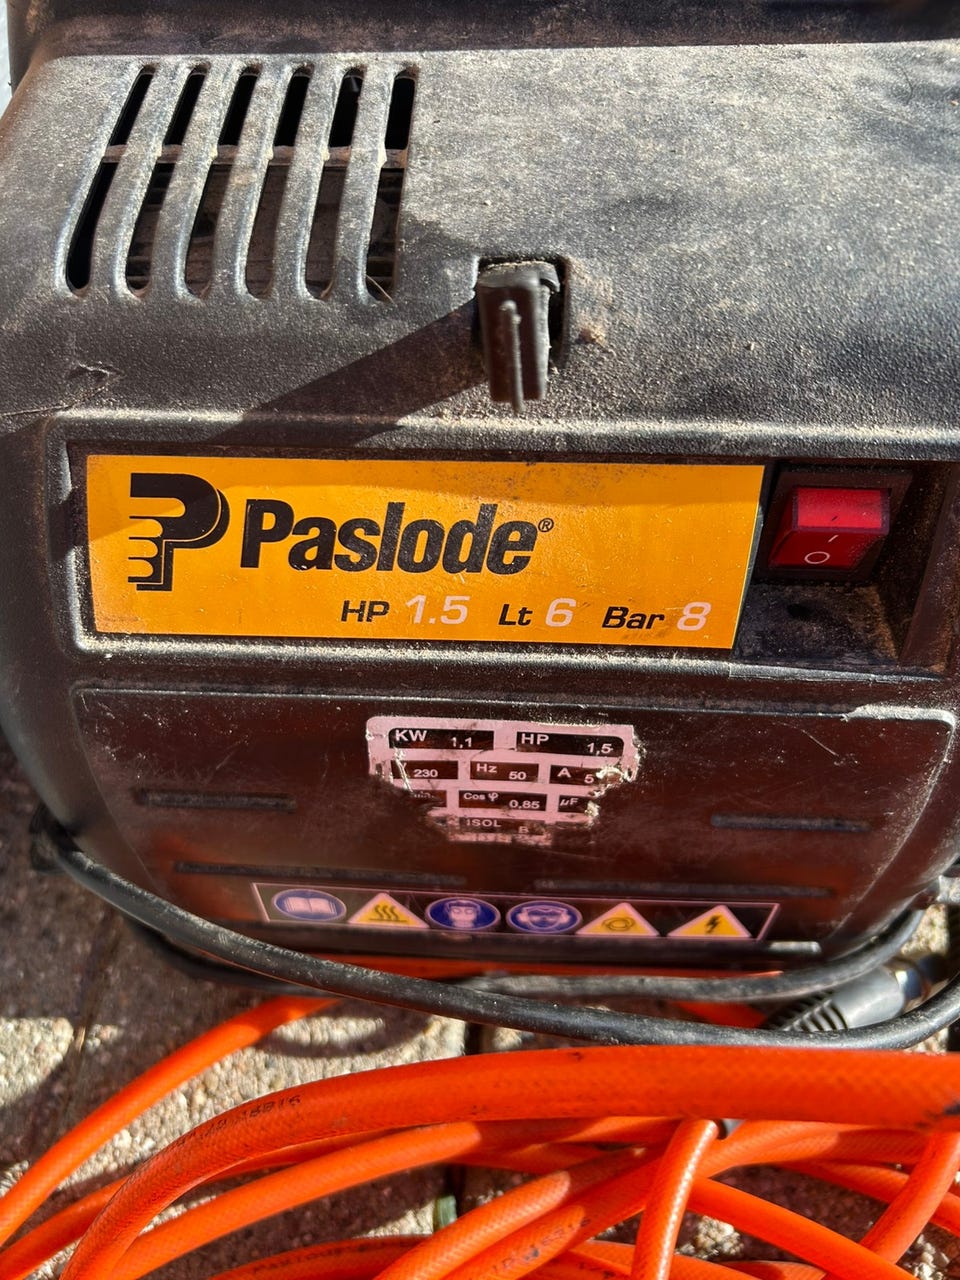 Paslode®
HP 1.5 Lt 6 Bar 8
KW 1,1 HP 1,5
230 Hz 50 A 5
Cos φ 0,85 µF
ISOL